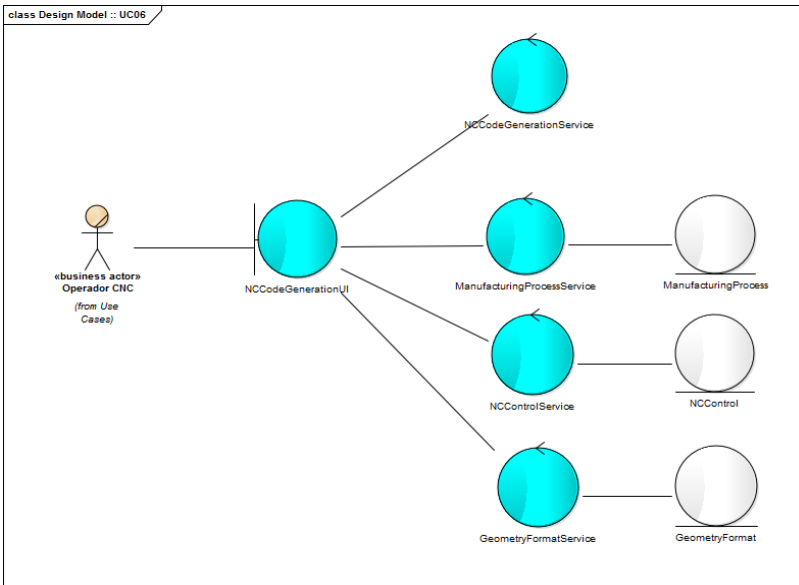 class Design Model :: UC06
NCCodeGenerationService
«business actor»
Operador CNC
(from Use
Cases)
NCCodeGenerationUI
ManufacturingProcessService
ManufacturingProcess
NCControlService
NCControl
GeometryFormatService
GeometryFormat